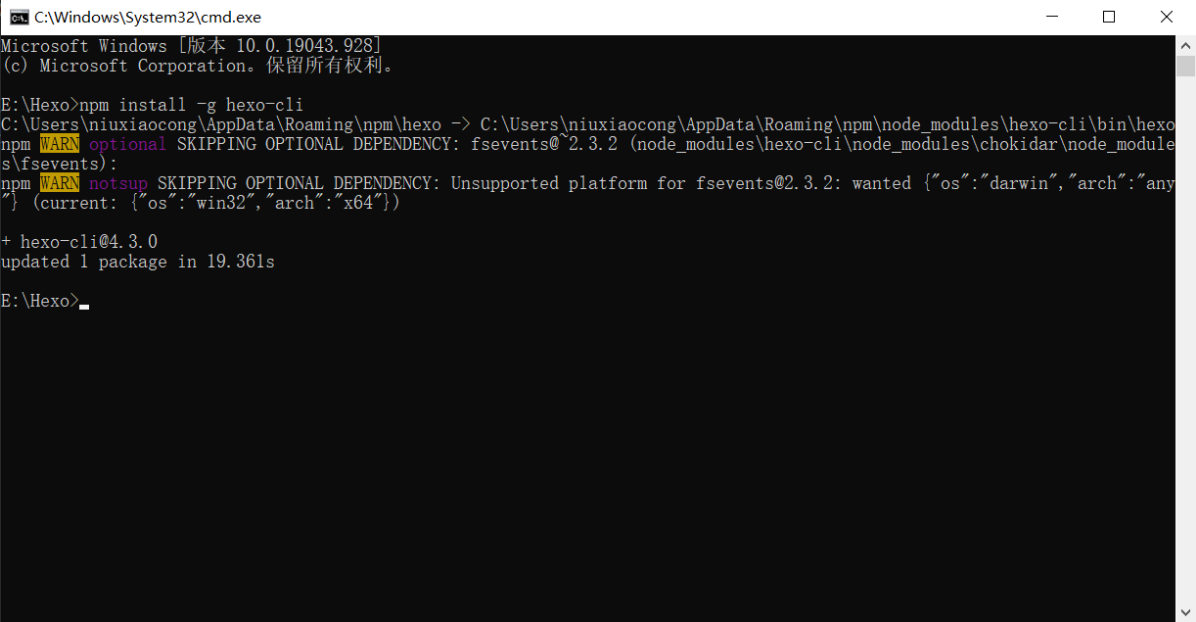 C:\Windows\System32\cmd.exe
Microsoft Windows [版本 10.0.19043.928]
(c) Microsoft Corporation。保留所有权利。
E:\Hexo>npm install -g hexo-cli
C:\Users\niuxiaocong\AppData\Roaming\npm\hexo -> C:\Users\niuxiaocong\AppData\Roaming\npm\node_modules\hexo-cli\bin\hexo
npm WARN optional SKIPPING OPTIONAL DEPENDENCY: fsevents@~2.3.2 (node_modules\hexo-cli\node_modules\chokidar\node_module
s\fsevents):
npm WARN notsup SKIPPING OPTIONAL DEPENDENCY: Unsupported platform for fsevents@2.3.2: wanted {"os":"darwin","arch":"any
"} (current: {"os":"win32","arch":"x64"})
+ hexo-cli@4.3.0
updated 1 package in 19.361s
E:\Hexo>